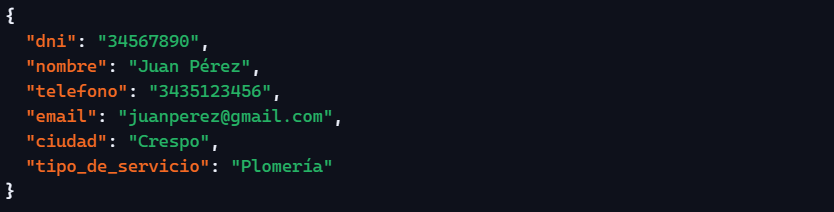 {
  "dni": "34567890",
  "nombre": "Juan Pérez",
  "telefono": "3435123456",
  "email": "juanperez@gmail.com",
  "ciudad": "Crespo",
  "tipo_de_servicio": "Plomería"
}